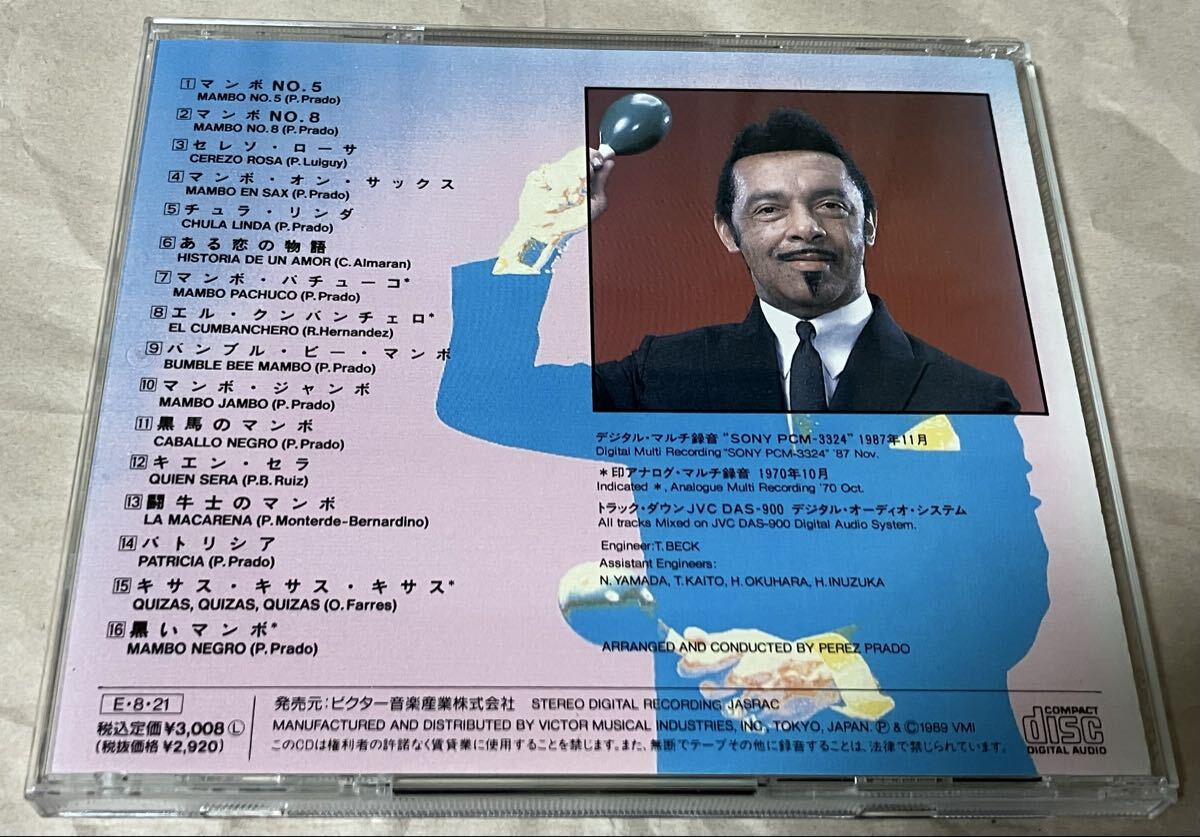 1 マンボ NO.5
MAMBO NO.5 (P.Prado)
2 マンボ NO.8
MAMBO NO.8 (P.Prado)
3 セレソ・ローサ
CEREZO ROSA (P.Luiguy)
4 マンボ・オン・サックス
MAMBO EN SAX (P.Prado)
5 チュラ・リンダ
CHULA LINDA (P.Prado)
6 ある恋の物語
HISTORIA DE UN AMOR (C.Almaran)
7 マンボ・パチューコ*
MAMBO PACHUCO (P.Prado)
8 エル・クンバンチェロ*
EL CUMBANCHERO (R.Hernandez)
9 バンブル・ビー・マンボ
BUMBLE BEE MAMBO (P.Prado)
10 マンボ・ジャンボ
MAMBO JAMBO (P.Prado)
11 黒馬のマンボ
CABALLO NEGRO (P.Prado)
12 キエン・セラ
QUIEN SERA (P.B.Ruiz)
13 闘牛士のマンボ
LA MACARENA (P.Monterde-Bernardino)
14 パトリシア
PATRICIA (P.Prado)
15 キサス・キサス・キサス*
QUIZAS, QUIZAS, QUIZAS (O.Farres)
16 黒いマンボ*
MAMBO NEGRO (P.Prado)
デジタル・マルチ録音 "SONY PCM-3324" 1987年11月
Digital Multi Recording "SONY PCM-3324" '87 Nov.
*印アナログ・マルチ録音 1970年10月
Indicated *, Analogue Multi Recording '70 Oct.
トラック・ダウン JVC DAS-900 デジタル・オーディオ・システム
All tracks Mixed on JVC DAS-900 Digital Audio System.
Engineer: T. BECK
Assistant Engineers:
N. YAMADA, T. KAITO, H. OKUHARA, H. INUZUKA
ARRANGED AND CONDUCTED BY PEREZ PRADO
E・8・21
税込定価¥3,008 Ⓛ
(税抜価格 ¥2,920)
発売元:ビクター音楽産業株式会社 STEREO DIGITAL RECORDING JASRAC
MANUFACTURED AND DISTRIBUTED BY VICTOR MUSICAL INDUSTRIES, INC., TOKYO, JAPAN. Ⓟ & Ⓒ1989 VMI
このCDは権利者の許諾なく賃貸業に使用することを禁じます。また、無断でテープその他に録音することは、法律で禁じられています。
COMPACT
disc
DIGITAL AUDIO